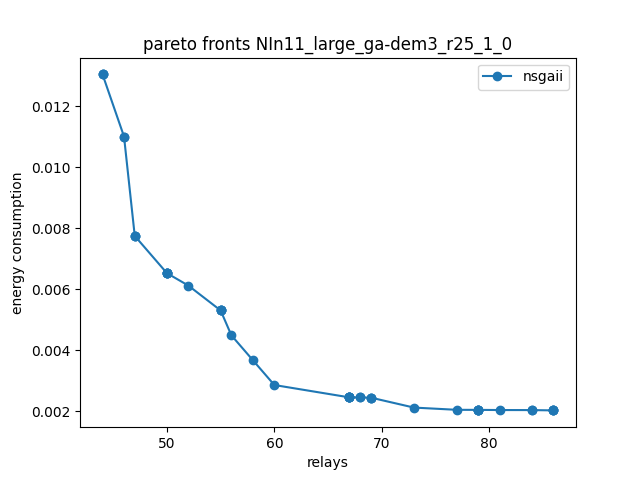 pareto fronts NIn11_large_ga-dem3_r25_1_0
nsgaii
0.012
0.010
0.008
0.006
0.004
0.002
energy consumption
50
60
70
80
relays